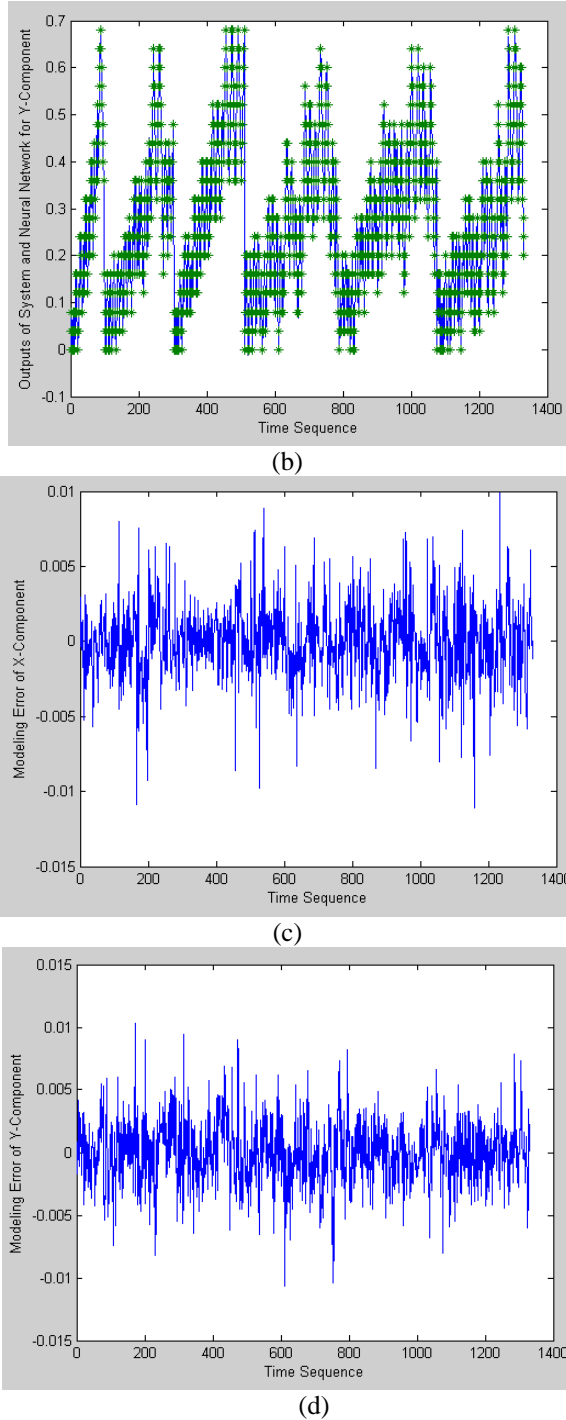 0.7
0.6
0.5
0.4
0.3
0.2
0.1
0
-0.1
Outputs of System and Neural Network for Y-Component
0 200 400 600 800 1000 1200 1400
Time Sequence
(b)
0.01
0.005
0
-0.005
-0.01
-0.015
Modeling Error of X-Component
0 200 400 600 800 1000 1200 1400
Time Sequence
(c)
0.015
0.01
0.005
0
-0.005
-0.01
-0.015
Modeling Error of Y-Component
0 200 400 600 800 1000 1200 1400
Time Sequence
(d)